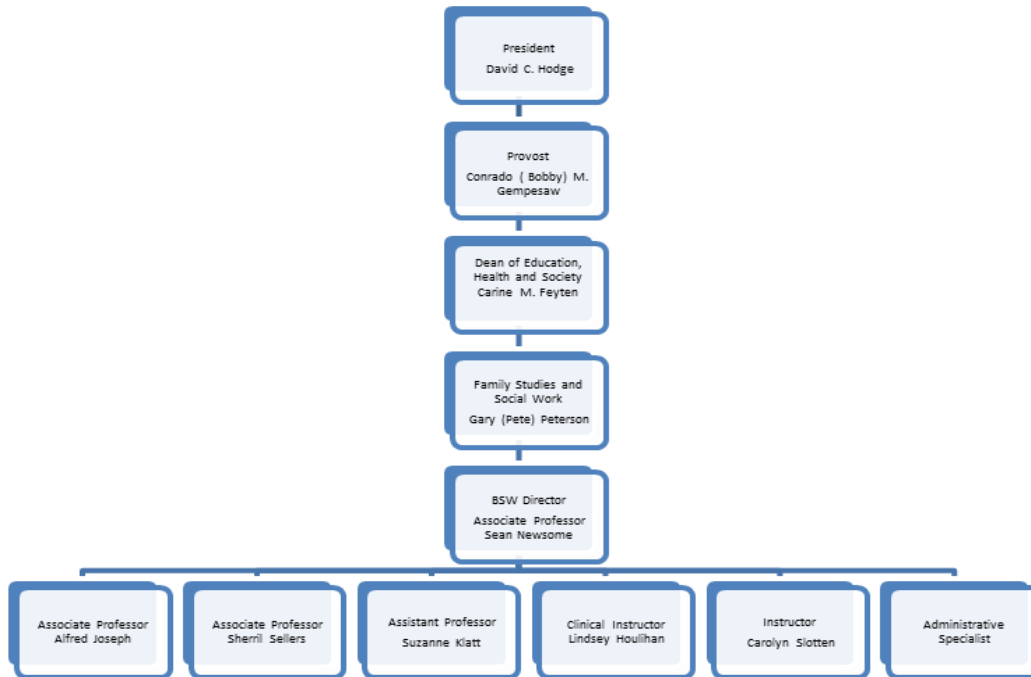 President
David C. Hodge
Provost
Conrado ( Bobby) M.
Gempesaw
Dean of Education,
Health and Society
Carine M. Feyten
Family Studies and
Social Work
Gary (Pete) Peterson
BSW Director
Associate Professor
Sean Newsome
Associate Professor
Alfred Joseph
Associate Professor
Sherril Sellers
Assistant Professor
Suzanne Klatt
Clinical Instructor
Lindsey Houlihan
Instructor
Carolyn Slotten
Administrative
Specialist